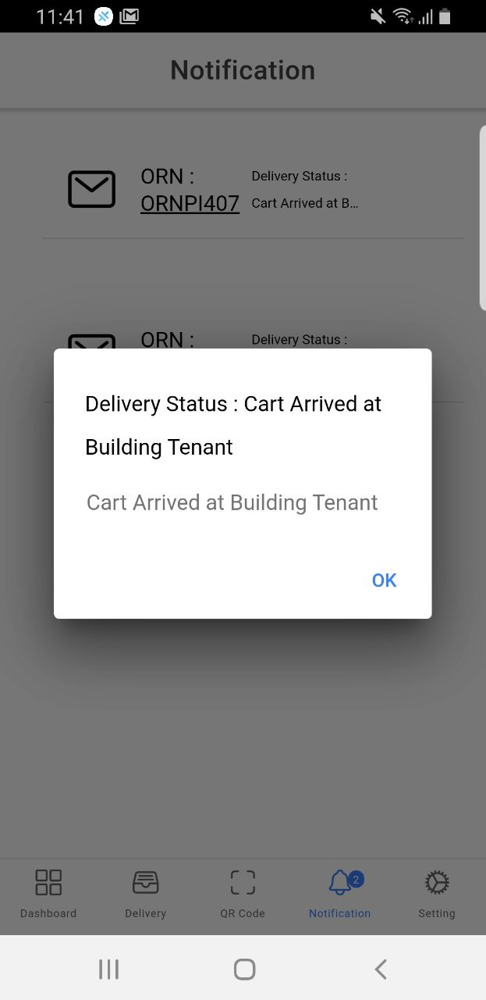 11:41
Notification
ORN :
ORNPI407
Delivery Status :
Cart Arrived at B...
ORN :
Delivery Status :
Delivery Status : Cart Arrived at
Building Tenant
Cart Arrived at Building Tenant
OK
2
Dashboard
Delivery
QR Code
Notification
Setting